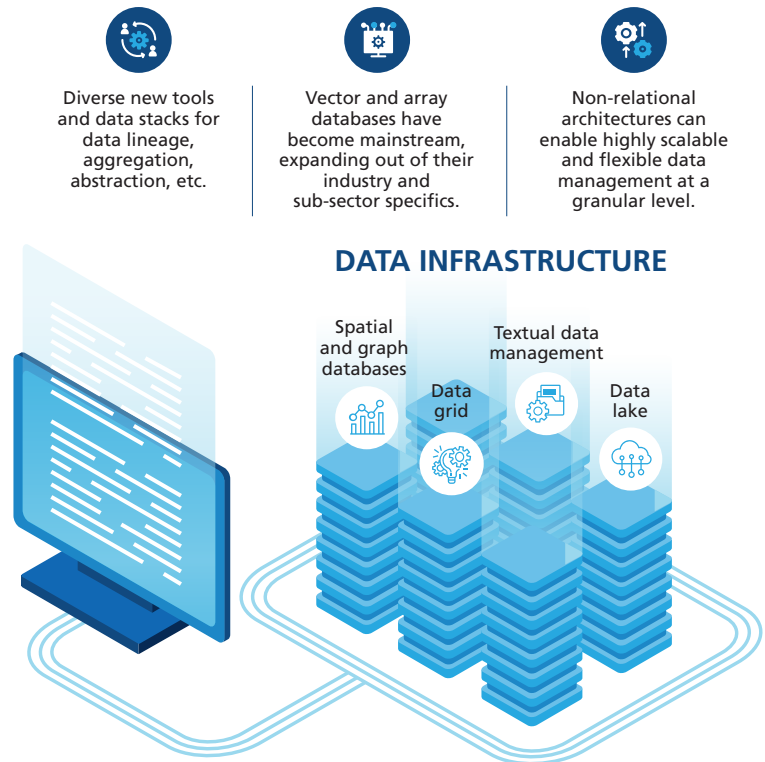 Diverse new tools
and data stacks for
data lineage,
aggregation,
abstraction, etc.
Vector and array
databases have
become mainstream,
expanding out of their
industry and
sub-sector specifics.
Non-relational
architectures can
enable highly scalable
and flexible data
management at a
granular level.
DATA INFRASTRUCTURE
Spatial
and graph
databases
Data
grid
Textual data
management
Data
lake